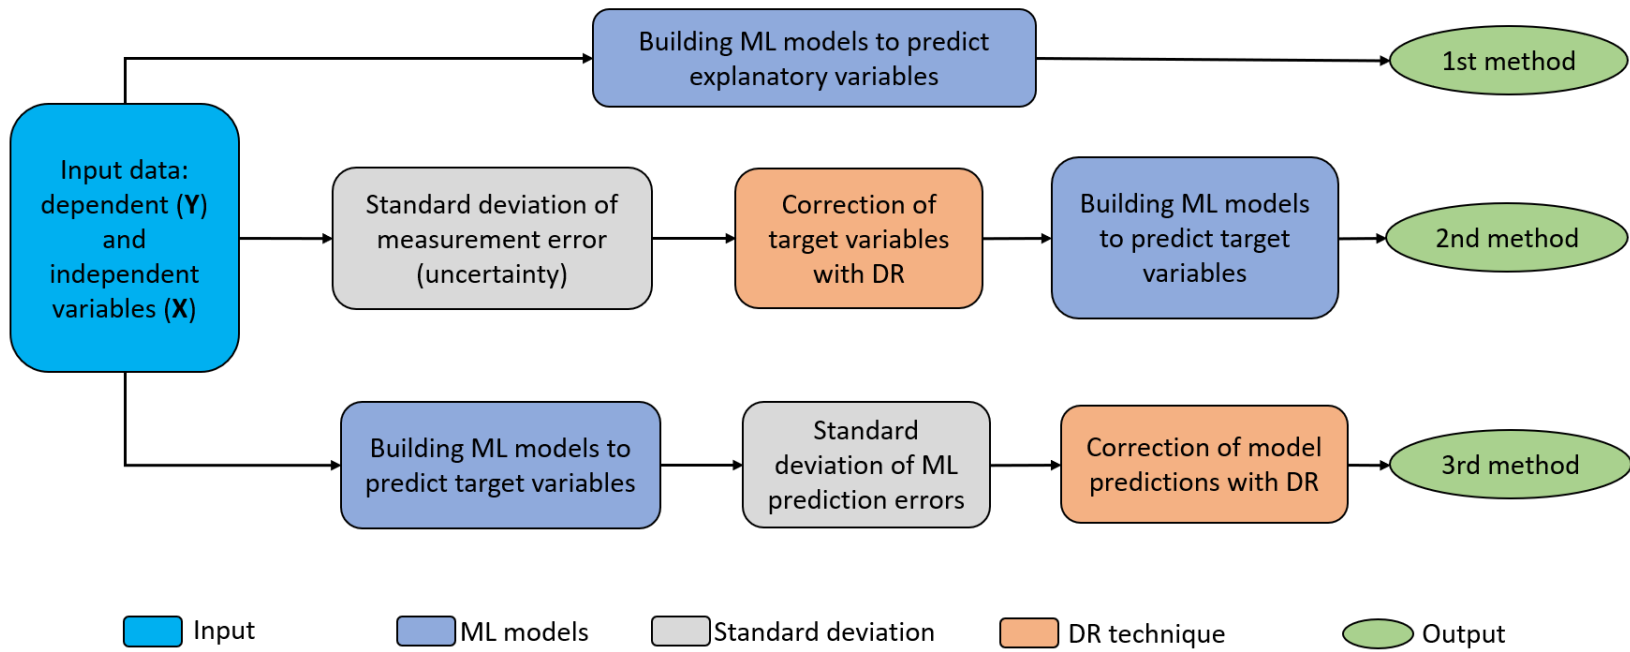 Building ML models to predict
explanatory variables
1st method
Input data:
dependent (Y)
and
independent
variables (X)
Standard deviation of
measurement error
(uncertainty)
Correction of
target variables
with DR
Building ML models
to predict target
variables
2nd method
Building ML models to
predict target variables
Standard
deviation of ML
prediction errors
Correction of model
predictions with DR
3rd method
Input
ML models
Standard deviation
DR technique
Output